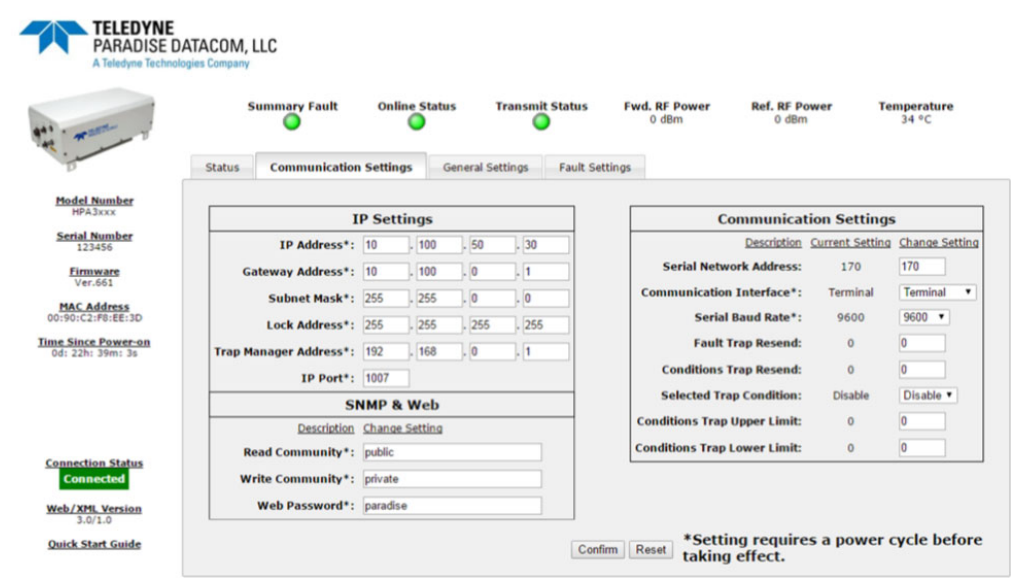 TELEDYNE
PARADISE DATACOM, LLC
A Teledyne Technologies Company
Summary Fault Online Status Transmit Status Fwd. RF Power Ref. RF Power Temperature
0 dBm 0 dBm 34 °C
Status Communication Settings General Settings Fault Settings
Model Number
HPA3xxx
Serial Number
123456
Firmware
Ver.661
MAC Address
00:90:C2:F8:EE:3D
Time Since Power-on
0d: 22h: 39m: 3s
Connection Status
Connected
Web/XML Version
3.0/1.0
Quick Start Guide
IP Settings
IP Address*: 10 . 100 . 50 . 30
Gateway Address*: 10 . 100 . 0 . 1
Subnet Mask*: 255 . 255 . 0 . 0
Lock Address*: 255 . 255 . 255 . 255
Trap Manager Address*: 192 . 168 . 0 . 1
IP Port*: 1007
SNMP & Web
Description Change Setting
Read Community*: public
Write Community*: private
Web Password*: paradise
Communication Settings
Description Current Setting Change Setting
Serial Network Address: 170 170
Communication Interface*: Terminal Terminal
Serial Baud Rate*: 9600 9600
Fault Trap Resend: 0 0
Conditions Trap Resend: 0 0
Selected Trap Condition: Disable Disable
Conditions Trap Upper Limit: 0 0
Conditions Trap Lower Limit: 0 0
Confirm Reset
*Setting requires a power cycle before
taking effect.